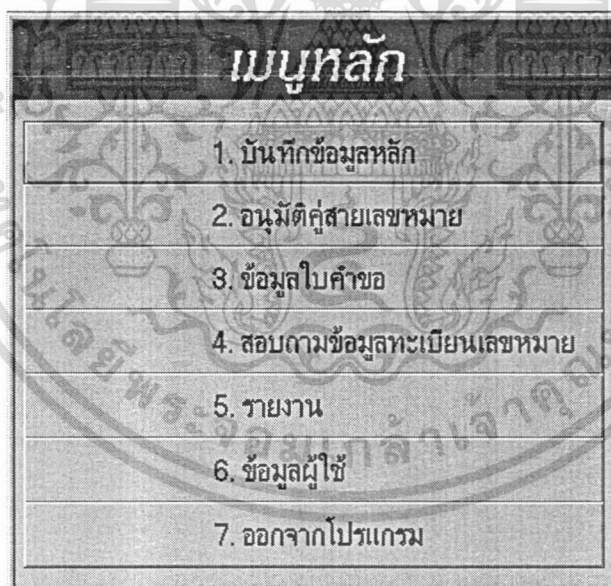 เมนูหลัก
1. บันทึกข้อมูลหลัก
2. อนุมัติคู่สายเลขหมาย
3. ข้อมูลใบคำขอ
4. สอบถามข้อมูลทะเบียนเลขหมาย
5. รายงาน
6. ข้อมูลผู้ใช้
7. ออกจากโปรแกรม